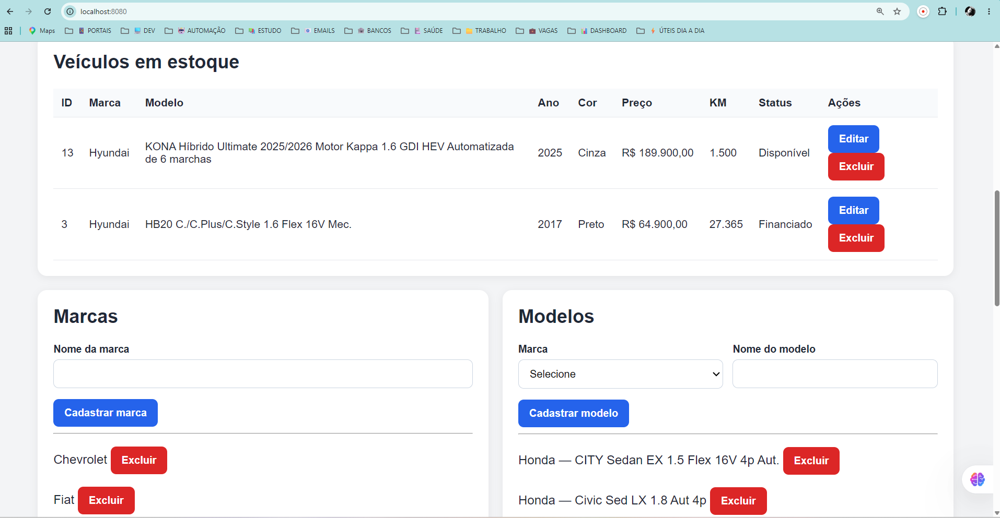 localhost:8080
Maps PORTAIS DEV AUTOMAÇÃO ESTUDO EMAILS BANCOS SAÚDE TRABALHO VAGAS DASHBOARD ÚTEIS DIA A DIA
Veículos em estoque
ID Marca Modelo Ano Cor Preço KM Status Ações
13 Hyundai KONA Híbrido Ultimate 2025/2026 Motor Kappa 1.6 GDI HEV Automatizada
de 6 marchas 2025 Cinza R$ 189.900,00 1.500 Disponível
Editar
Excluir
3 Hyundai HB20 C./C.Plus/C.Style 1.6 Flex 16V Mec. 2017 Preto R$ 64.900,00 27.365 Financiado
Editar
Excluir
Marcas
Nome da marca
Cadastrar marca
Chevrolet Excluir
Fiat Excluir
Modelos
Marca Nome do modelo
Selecione
Cadastrar modelo
Honda — CITY Sedan EX 1.5 Flex 16V 4p Aut. Excluir
Honda — Civic Sed LX 1.8 Aut 4p Excluir